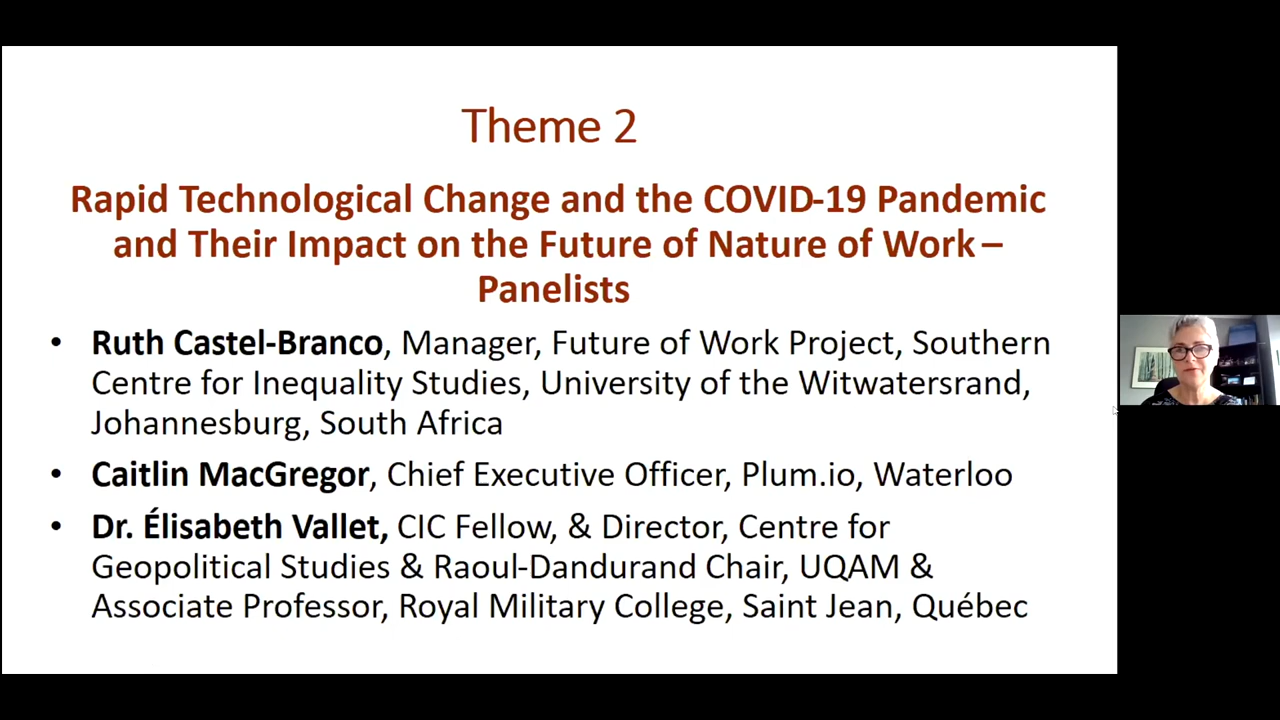 Theme 2
Rapid Technological Change and the COVID-19 Pandemic
and Their Impact on the Future of Nature of Work –
Panelists
• Ruth Castel-Branco, Manager, Future of Work Project, Southern
Centre for Inequality Studies, University of the Witwatersrand,
Johannesburg, South Africa
• Caitlin MacGregor, Chief Executive Officer, Plum.io, Waterloo
• Dr. Élisabeth Vallet, CIC Fellow, & Director, Centre for
Geopolitical Studies & Raoul-Dandurand Chair, UQAM &
Associate Professor, Royal Military College, Saint Jean, Québec